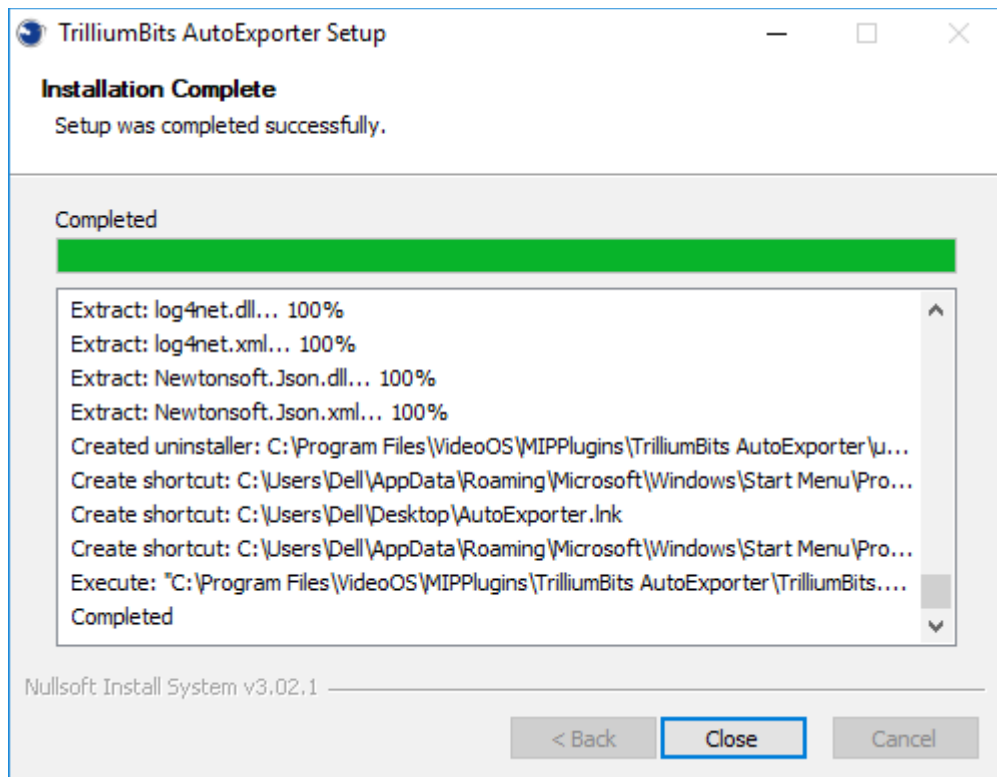 TrilliumBits AutoExporter Setup
Installation Complete
Setup was completed successfully.
Completed
Extract: log4net.dll... 100%
Extract: log4net.xml... 100%
Extract: Newtonsoft.Json.dll... 100%
Extract: Newtonsoft.Json.xml... 100%
Created uninstaller: C:\Program Files\VideoOS\MIPPlugins\TrilliumBits AutoExporter\u...
Create shortcut: C:\Users\Dell\AppData\Roaming\Microsoft\Windows\Start Menu\Pro...
Create shortcut: C:\Users\Dell\Desktop\AutoExporter.lnk
Create shortcut: C:\Users\Dell\AppData\Roaming\Microsoft\Windows\Start Menu\Pro...
Execute: "C:\Program Files\VideoOS\MIPPlugins\TrilliumBits AutoExporter\TrilliumBits....
Completed
Nullsoft Install System v3.02.1
< Back Close Cancel